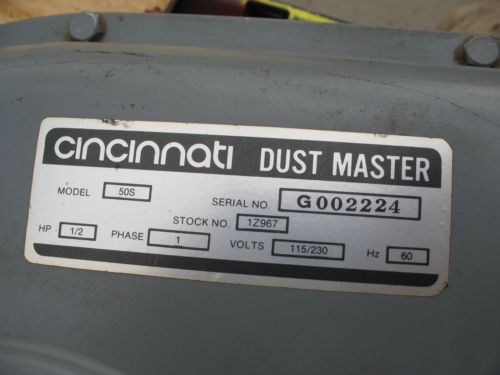 cincinnati DUST MASTER
MODEL 50S SERIAL NO. G002224
STOCK NO. 1Z967
HP 1/2 PHASE 1 VOLTS 115/230 Hz 60